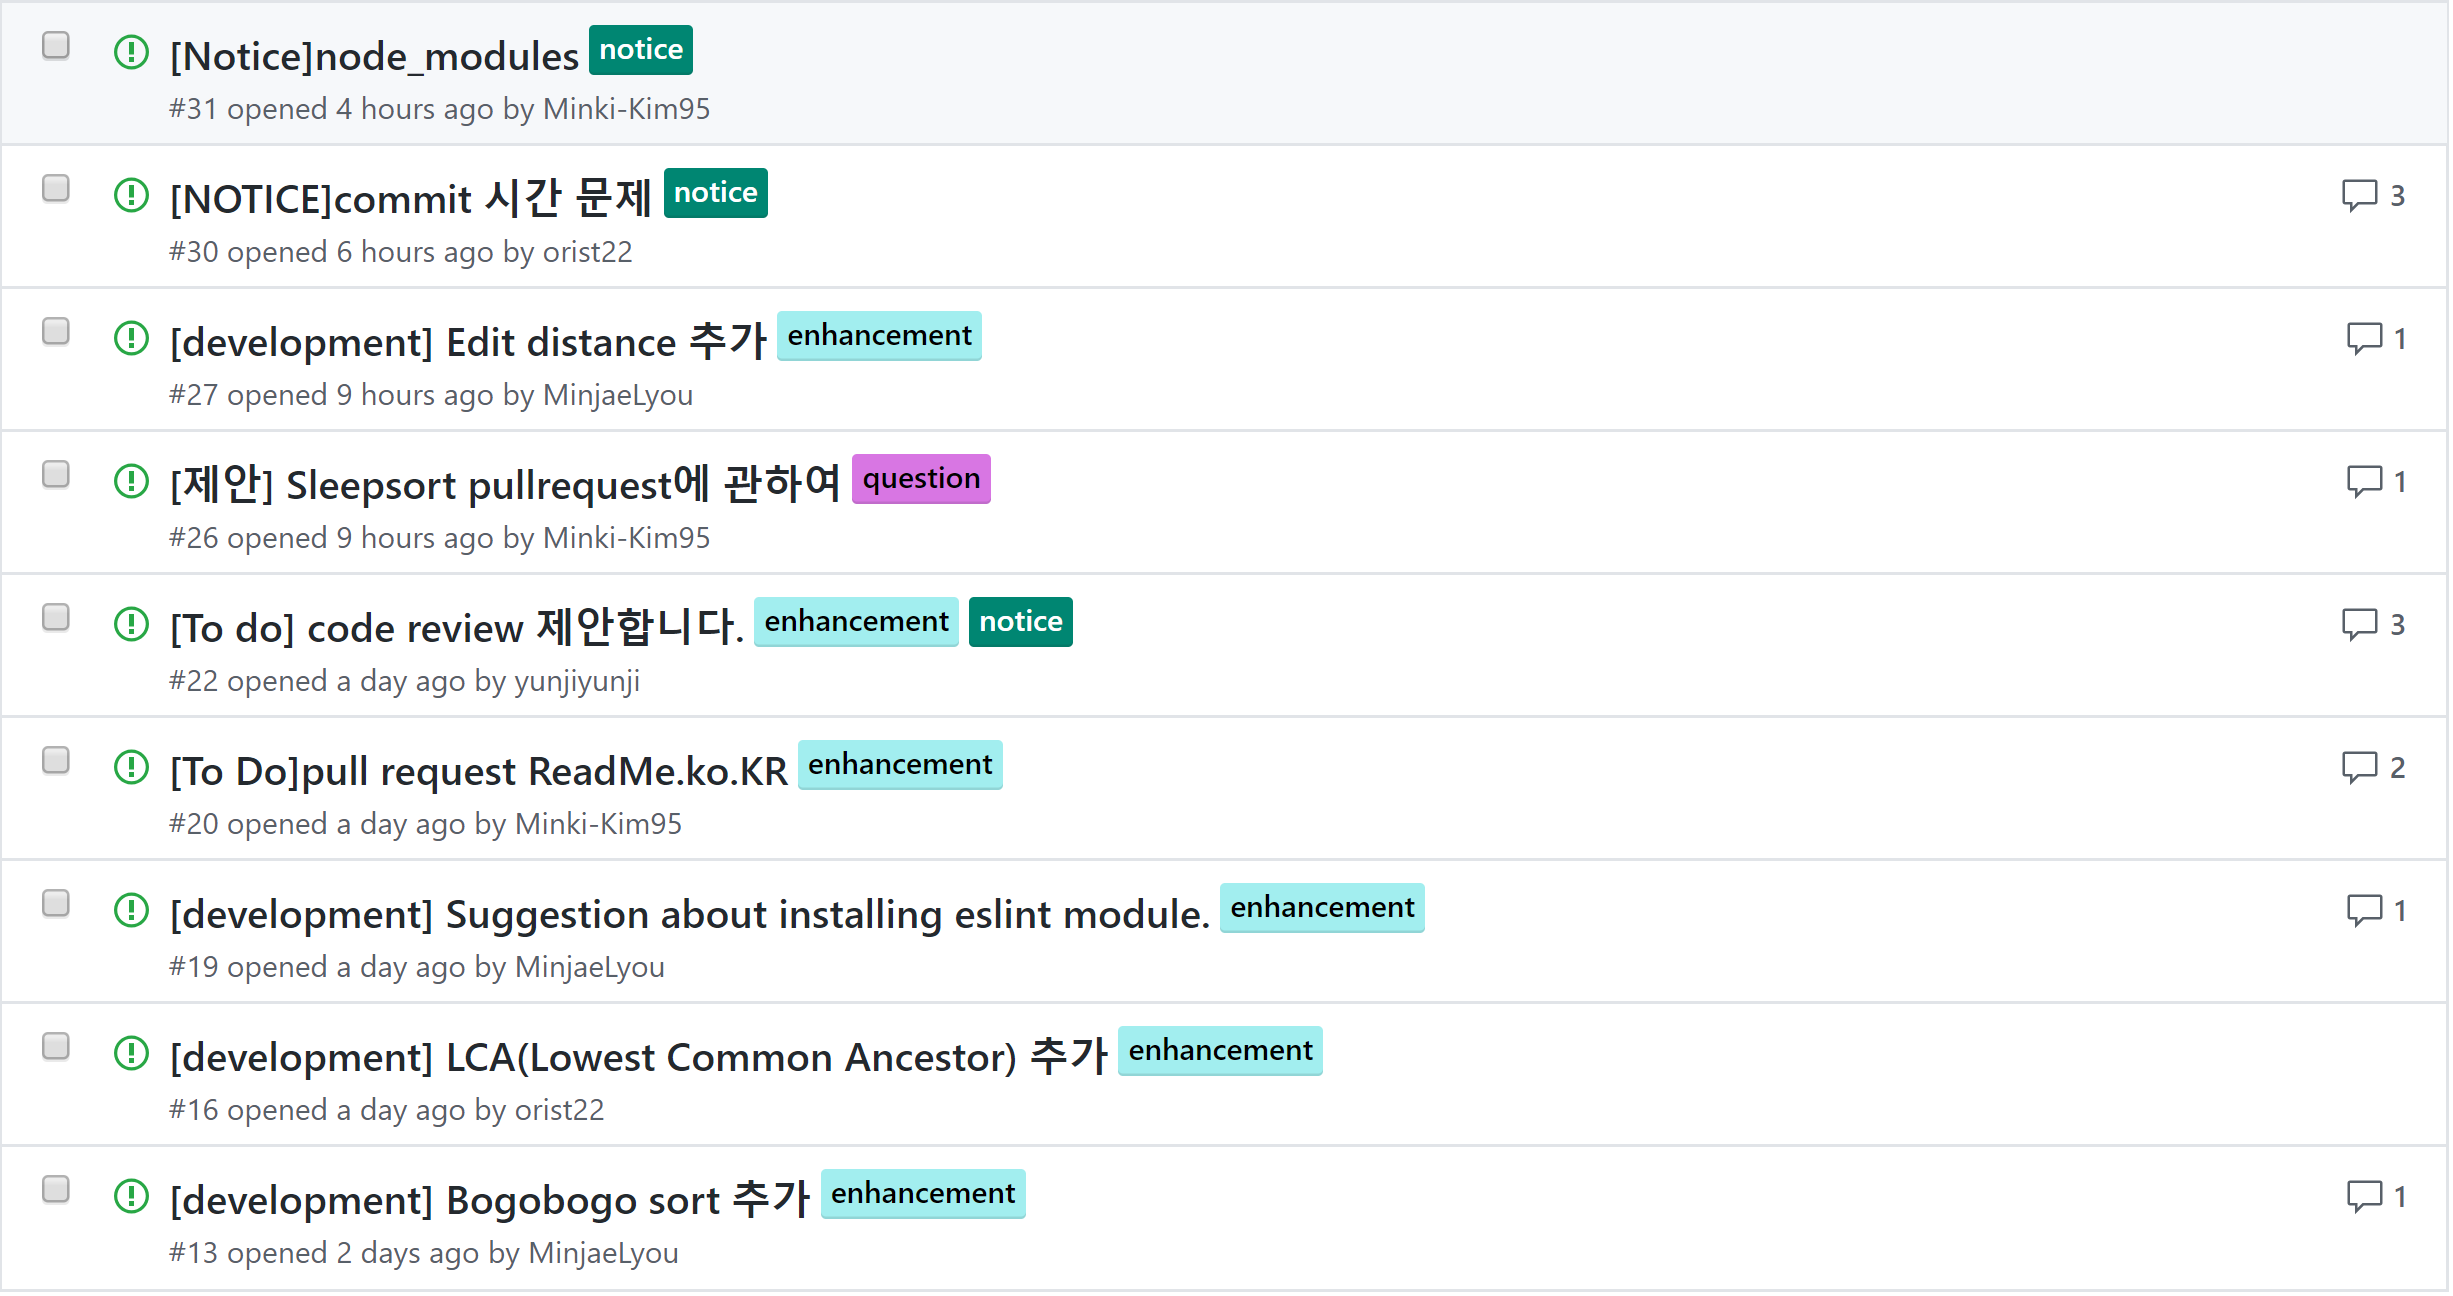 [Notice]node_modules notice
#31 opened 4 hours ago by Minki-Kim95
[NOTICE]commit 시간 문제 notice 3
#30 opened 6 hours ago by orist22
[development] Edit distance 추가 enhancement 1
#27 opened 9 hours ago by MinjaeLyou
[제안] Sleepsort pullrequest에 관하여 question 1
#26 opened 9 hours ago by Minki-Kim95
[To do] code review 제안합니다. enhancement notice 3
#22 opened a day ago by yunjiyunji
[To Do]pull request ReadMe.ko.KR enhancement 2
#20 opened a day ago by Minki-Kim95
[development] Suggestion about installing eslint module. enhancement 1
#19 opened a day ago by MinjaeLyou
[development] LCA(Lowest Common Ancestor) 추가 enhancement
#16 opened a day ago by orist22
[development] Bogobogo sort 추가 enhancement 1
#13 opened 2 days ago by MinjaeLyou